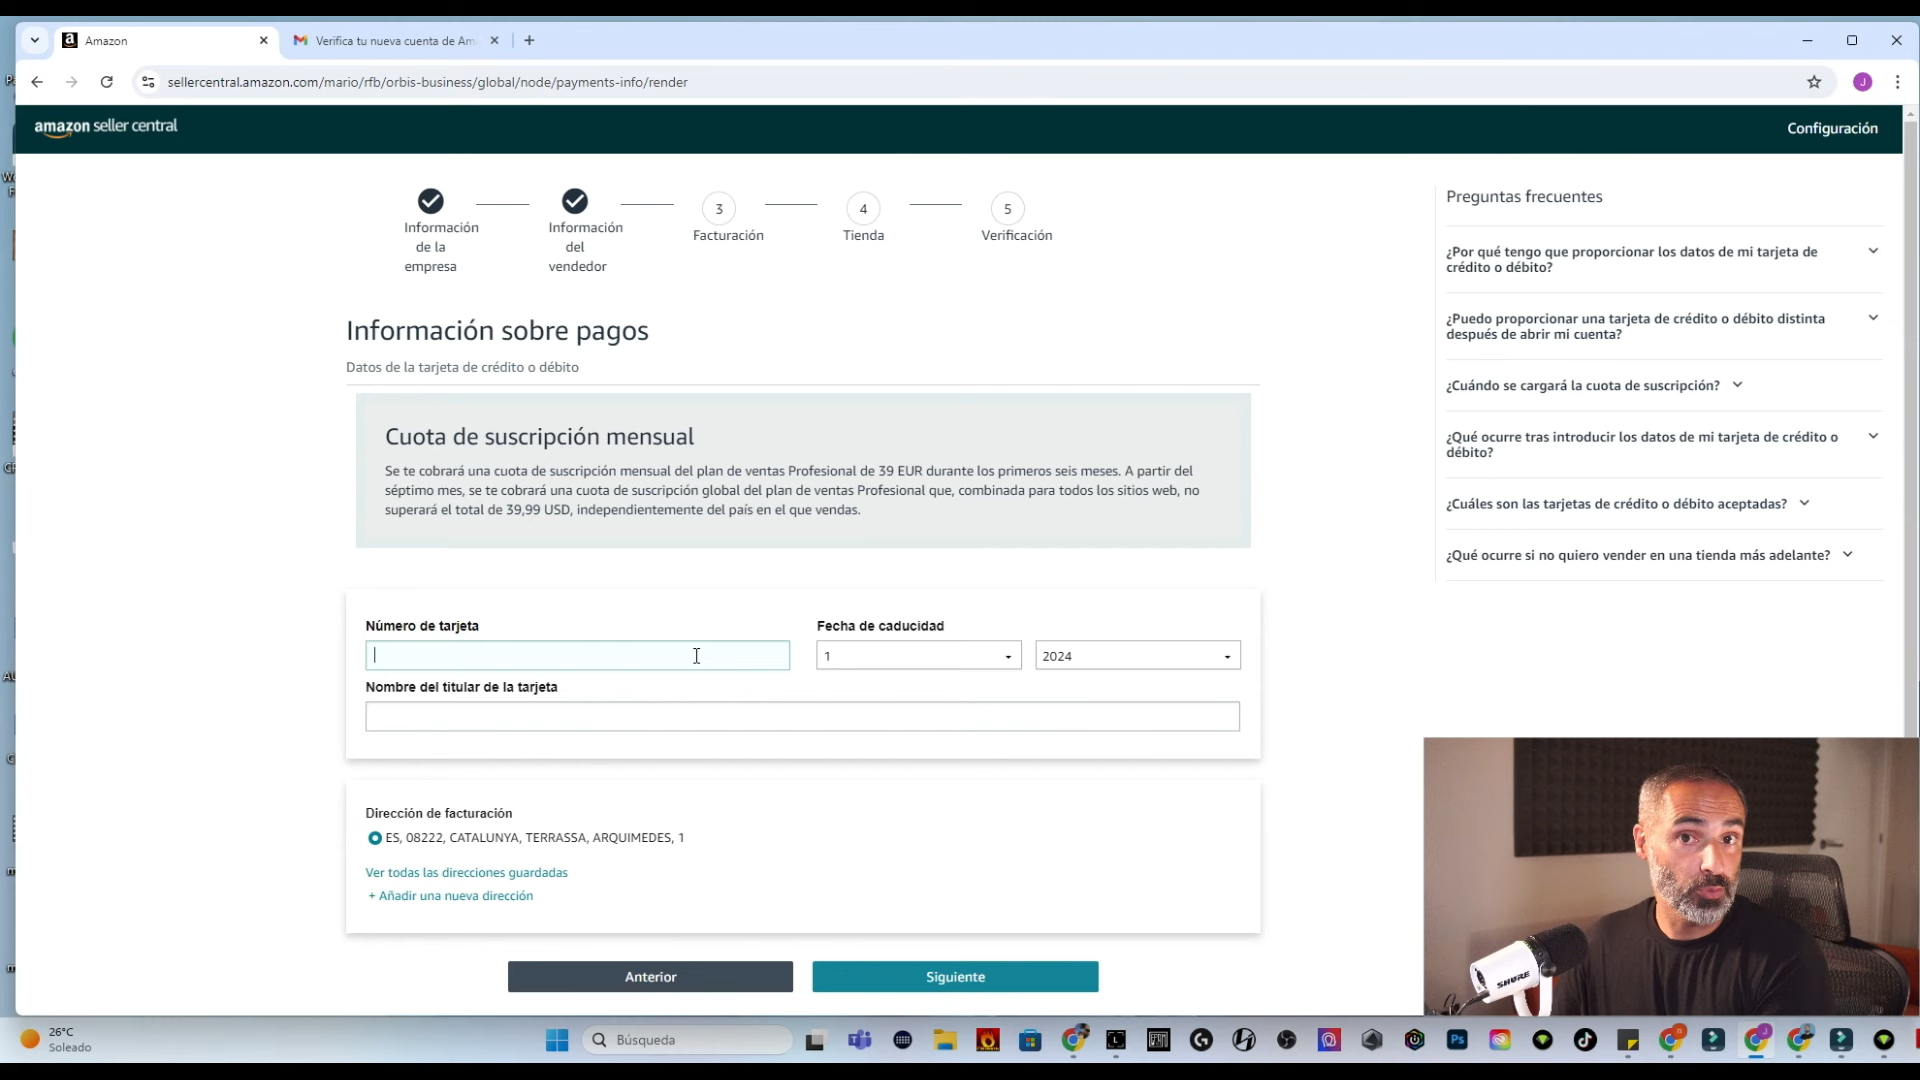 Amazon
Verifica tu nueva cuenta de Am
sellercentral.amazon.com/mario/rfb/orbis-business/global/node/payments-info/render
J
amazon seller central
Configuración
3
4
5
Información
de la
empresa
Información
del
vendedor
Facturación
Tienda
Verificación
Información sobre pagos
Datos de la tarjeta de crédito o débito
Cuota de suscripción mensual
Se te cobrará una cuota de suscripción mensual del plan de ventas Profesional de 39 EUR durante los primeros seis meses. A partir del
séptimo mes, se te cobrará una cuota de suscripción global del plan de ventas Profesional que, combinada para todos los sitios web, no
superará el total de 39,99 USD, independientemente del país en el que vendas.
Número de tarjeta
Fecha de caducidad
1
2024
Nombre del titular de la tarjeta
Dirección de facturación
ES, 08222, CATALUNYA, TERRASSA, ARQUIMEDES, 1
Ver todas las direcciones guardadas
+ Añadir una nueva dirección
Anterior
Siguiente
Preguntas frecuentes
¿Por qué tengo que proporcionar los datos de mi tarjeta de
crédito o débito?
¿Puedo proporcionar una tarjeta de crédito o débito distinta
después de abrir mi cuenta?
¿Cuándo se cargará la cuota de suscripción?
¿Qué ocurre tras introducir los datos de mi tarjeta de crédito o
débito?
¿Cuáles son las tarjetas de crédito o débito aceptadas?
¿Qué ocurre si no quiero vender en una tienda más adelante?
SHURE
26°C
Soleado
Búsqueda
Ps